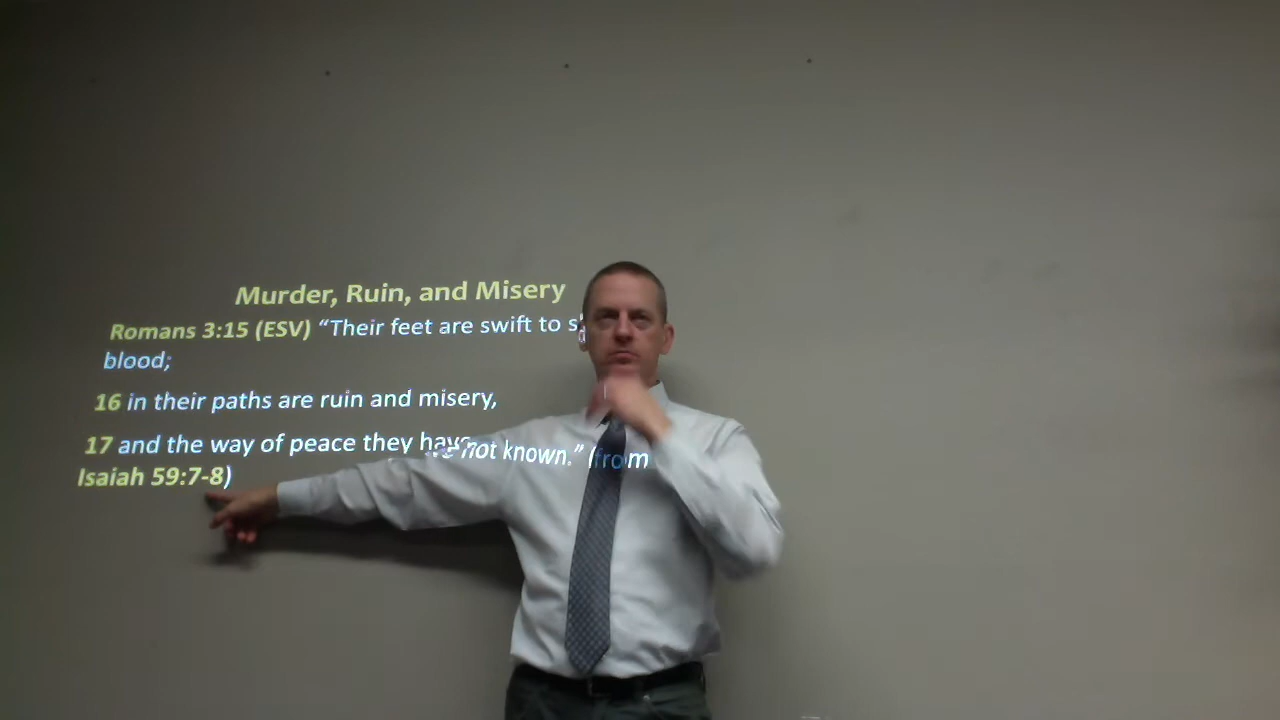 Murder, Ruin, and Misery
Romans 3:15 (ESV) “Their feet are swift to
blood;
16 in their paths are ruin and misery,
17 and the way of peace they have not known.” (from
Isaiah 59:7-8)